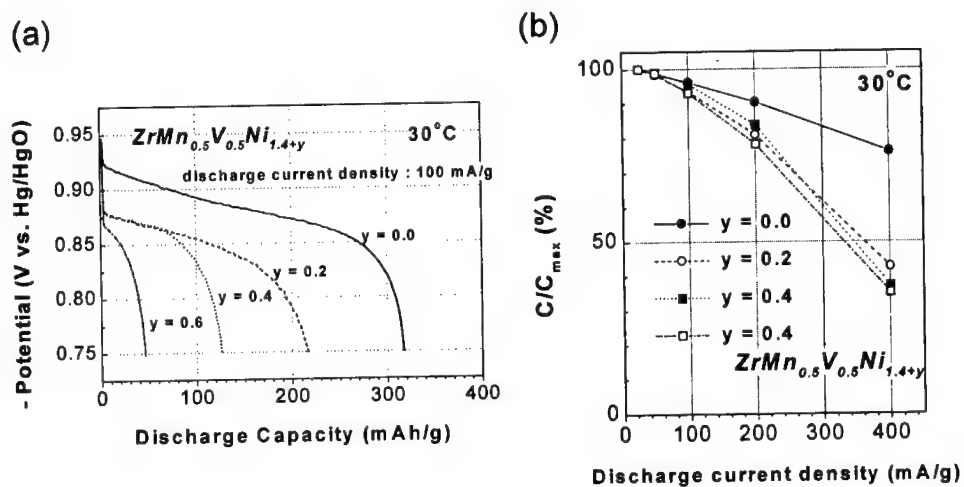 (a)
- Potential (V vs. Hg/HgO)
0.95
0.90
0.85
0.80
0.75
ZrMn0.5V0.5Ni1.4+y
30°C
discharge current density : 100 mA/g
y = 0.0
y = 0.2
y = 0.4
y = 0.6
0
100
200
300
400
Discharge Capacity (mAh/g)
(b)
C/Cmax (%)
100
50
0
30°C
y = 0.0
y = 0.2
y = 0.4
y = 0.4
ZrMn0.5V0.5Ni1.4+y
0
100
200
300
400
Discharge current density (mA/g)